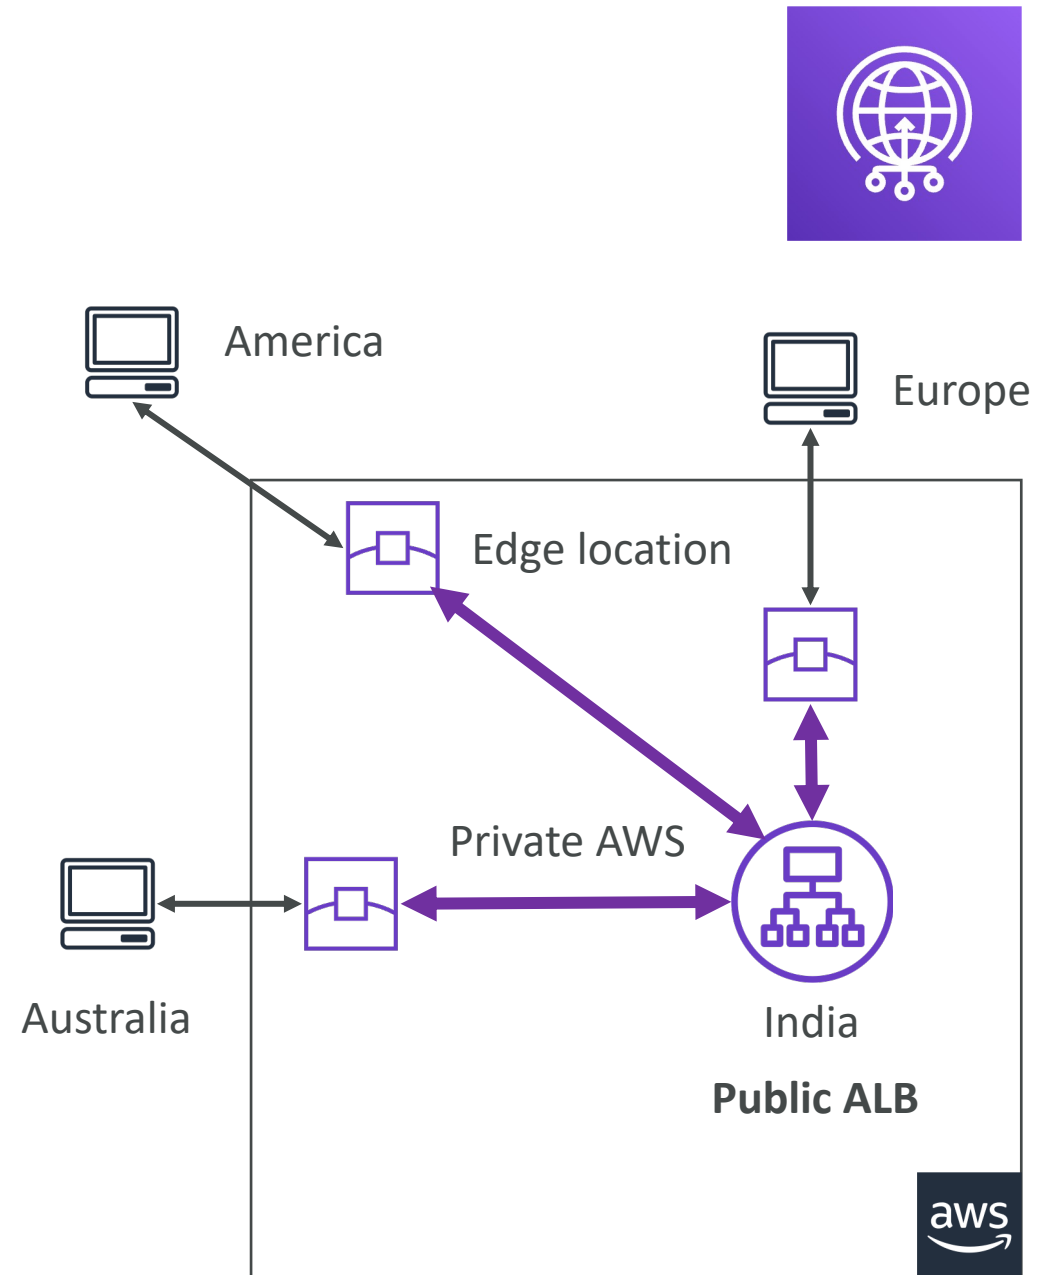 America
Europe
Edge location
Private AWS
Australia
India
Public ALB
aws